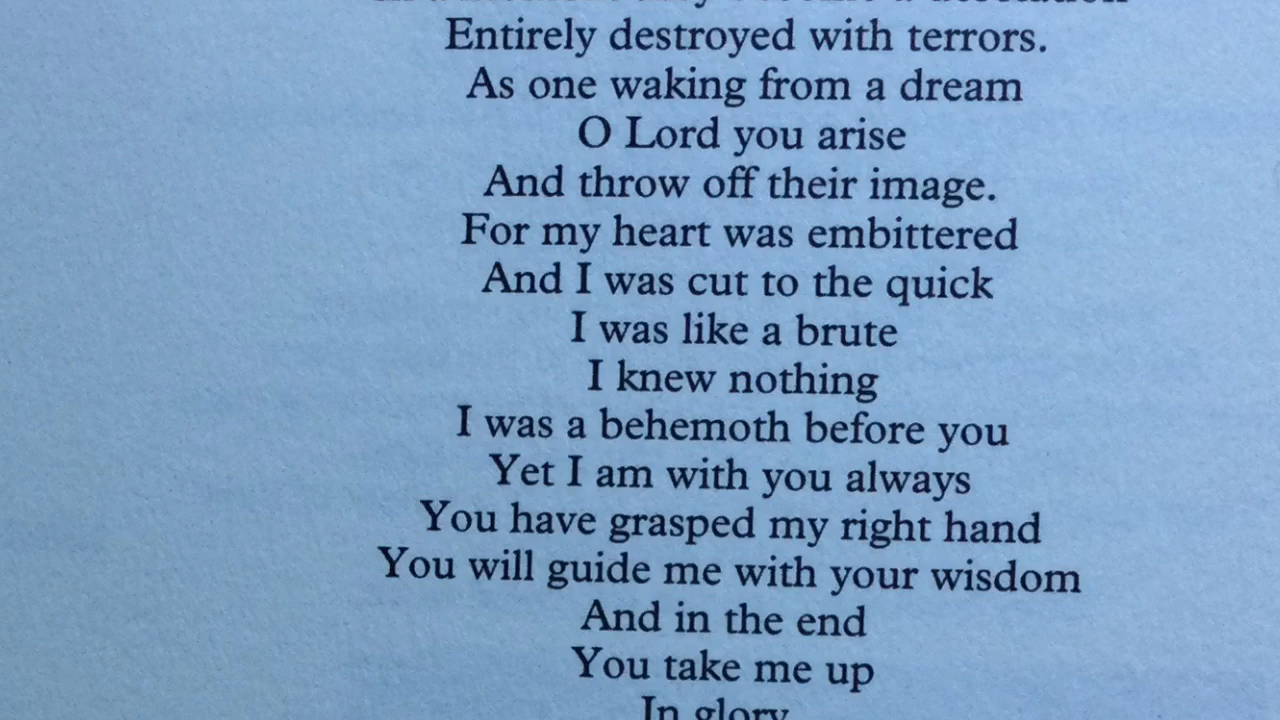 Entirely destroyed with terrors.
As one waking from a dream
O Lord you arise
And throw off their image.
For my heart was embittered
And I was cut to the quick
I was like a brute
I knew nothing
I was a behemoth before you
Yet I am with you always
You have grasped my right hand
You will guide me with your wisdom
And in the end
You take me up
In glory